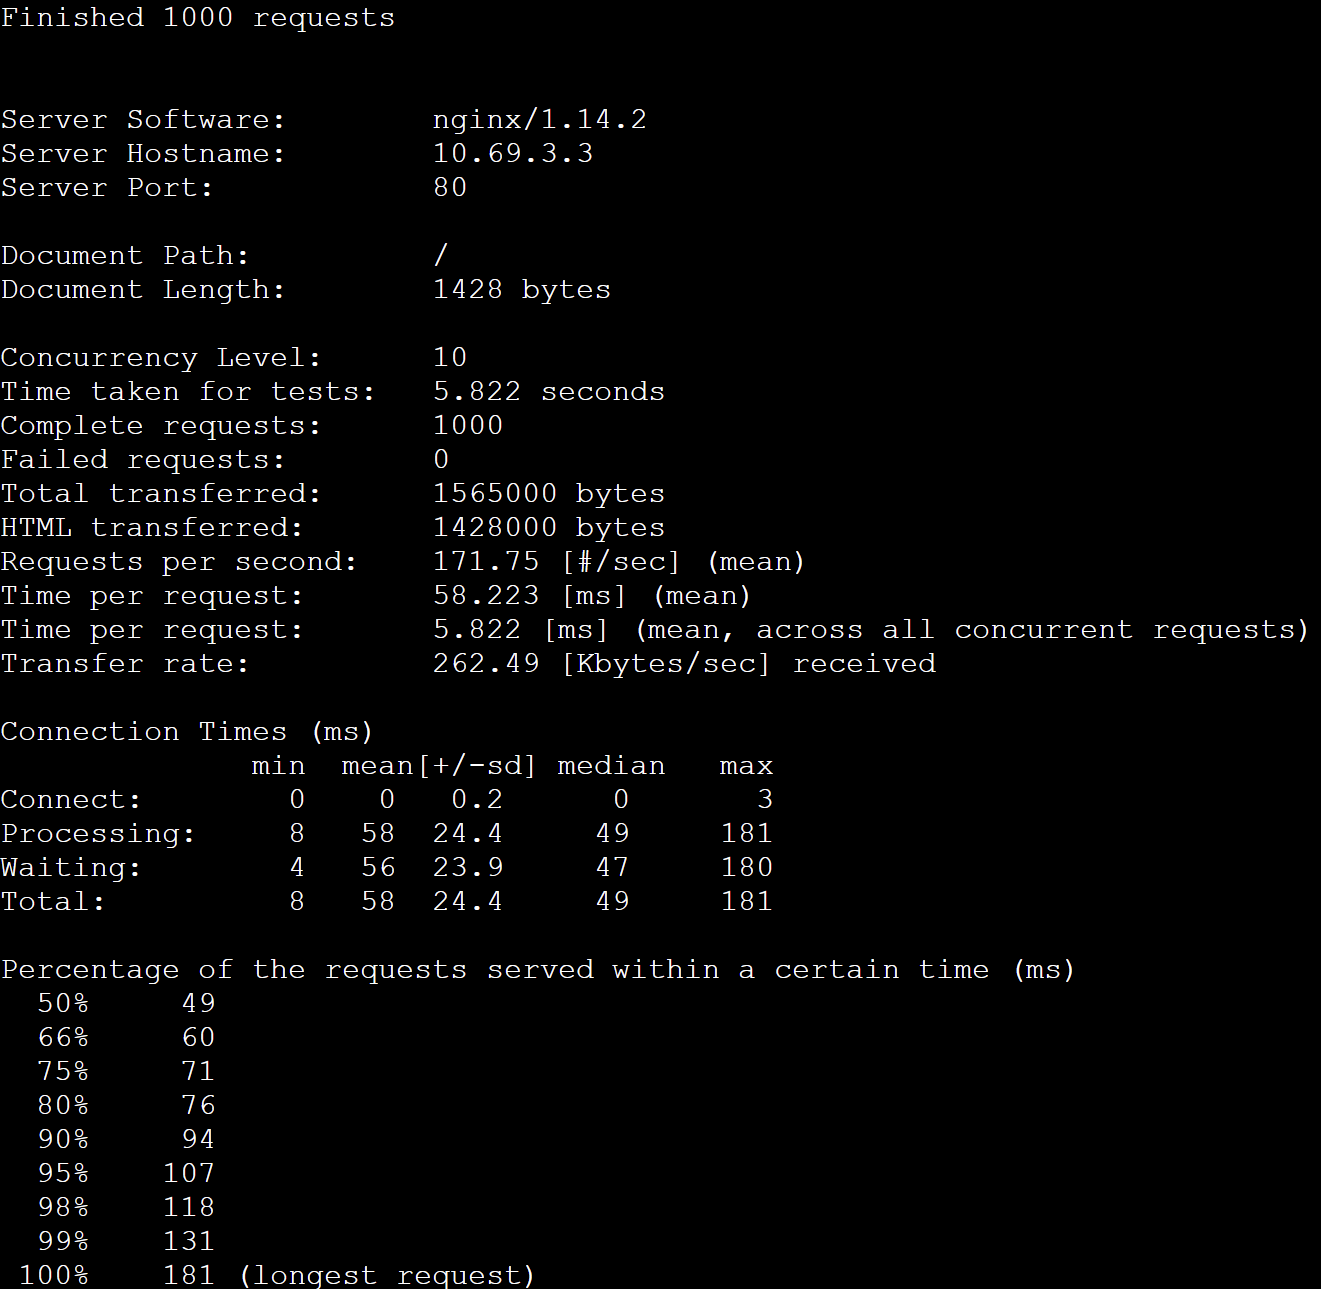 Finished 1000 requests
Server Software: nginx/1.14.2
Server Hostname: 10.69.3.3
Server Port: 80
Document Path: /
Document Length: 1428 bytes
Concurrency Level: 10
Time taken for tests: 5.822 seconds
Complete requests: 1000
Failed requests: 0
Total transferred: 1565000 bytes
HTML transferred: 1428000 bytes
Requests per second: 171.75 [#/sec] (mean)
Time per request: 58.223 [ms] (mean)
Time per request: 5.822 [ms] (mean, across all concurrent requests)
Transfer rate: 262.49 [Kbytes/sec] received
Connection Times (ms)
min mean[+/-sd] median max
Connect: 0 0 0.2 0 3
Processing: 8 58 24.4 49 181
Waiting: 4 56 23.9 47 180
Total: 8 58 24.4 49 181
Percentage of the requests served within a certain time (ms)
50% 49
66% 60
75% 71
80% 76
90% 94
95% 107
98% 118
99% 131
100% 181 (longest request)